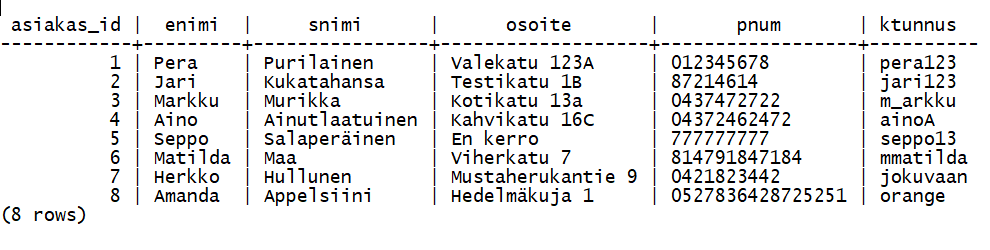 asiakas_id | enimi | snimi | osoite | pnum | ktunnus
------------+---------+---------------+------------------+------------------+----------
1 | Pera | Purilainen | Valekatu 123A | 012345678 | pera123
2 | Jari | Kukatahansa | Testikatu 1B | 87214614 | jari123
3 | Markku | Murikka | Kotikatu 13a | 0437472722 | m_arkku
4 | Aino | Ainutlaatuinen | Kahvikatu 16C | 04372462472 | ainoA
5 | Seppo | Salaperäinen | En kerro | 777777777 | seppo13
6 | Matilda | Maa | Viherkatu 7 | 814791847184 | mmatilda
7 | Herkko | Hullunen | Mustaherukantie 9 | 0421823442 | jokuvaan
8 | Amanda | Appelsiini | Hedelmäkuja 1 | 0527836428725251 | orange
(8 rows)